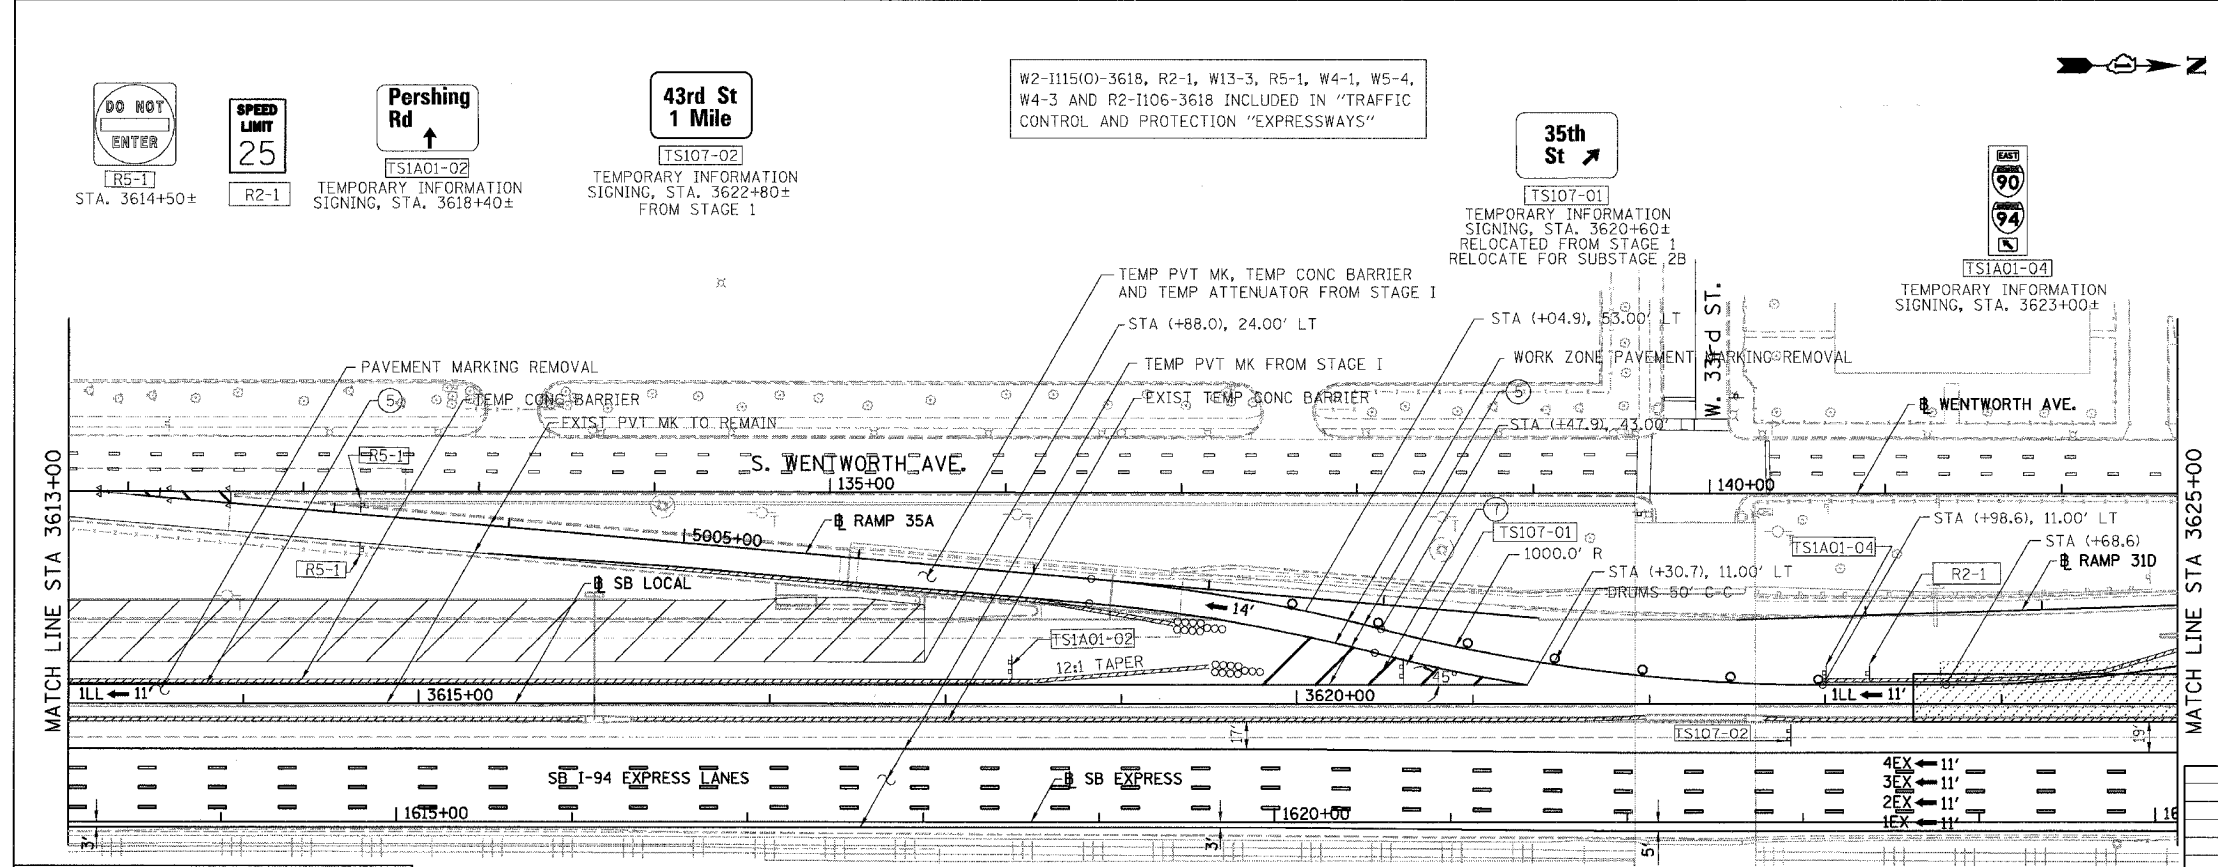 DO NOT
ENTER
R5-1
STA. 3614+50±
SPEED
LIMIT
25
R2-1
Pershing
Rd
TS1A01-02
TEMPORARY INFORMATION
SIGNING, STA. 3618+40±
43rd St
1 Mile
TS107-02
TEMPORARY INFORMATION
SIGNING, STA. 3622+80±
FROM STAGE 1
W2-I115(O)-3618, R2-1, W13-3, R5-1, W4-1, W5-4,
W4-3 AND R2-I106-3618 INCLUDED IN "TRAFFIC
CONTROL AND PROTECTION "EXPRESSWAYS"
35th
St
TS107-01
TEMPORARY INFORMATION
SIGNING, STA. 3620+60±
RELOCATED FROM STAGE 1
RELOCATE FOR SUBSTAGE 2B
N
EAST
90
94
TS1A01-04
TEMPORARY INFORMATION
SIGNING, STA. 3623+00±
TEMP PVT MK, TEMP CONC BARRIER
AND TEMP ATTENUATOR FROM STAGE I
STA (+88.0), 24.00' LT
STA (+04.9), 53.00' LT
W. 33rd ST.
PAVEMENT MARKING REMOVAL
TEMP PVT MK FROM STAGE I
WORK ZONE PAVEMENT MARKING REMOVAL
5
TEMP CONC BARRIER
EXIST TEMP CONC BARRIER
5
℄ WENTWORTH AVE.
EXIST PVT MK TO REMAIN
STA (+47.9), 43.00' LT
R5-1
S. WENTWORTH AVE.
MATCH LINE STA 3613+00
MATCH LINE STA 3625+00
135+00
140+00
℄ RAMP 35A
7
STA (+98.6), 11.00' LT
5005+00
TS107-01
TS1A01-04
STA (+68.6)
1000.0' R
℄ RAMP 31D
R5-1
℄ SB LOCAL
STA (+30.7), 11.00' LT
R2-1
DRUMS 50' C-C
14'
TS1A01-02
12:1 TAPER
45°
1LL 11'
3615+00
3620+00
1LL 11'
17'
TS107-02
19'
SB I-94 EXPRESS LANES
℄ SB EXPRESS
4EX 11'
3EX 11'
2EX 11'
1EX 11'
1615+00
1620+00
16
3'
3'
5'